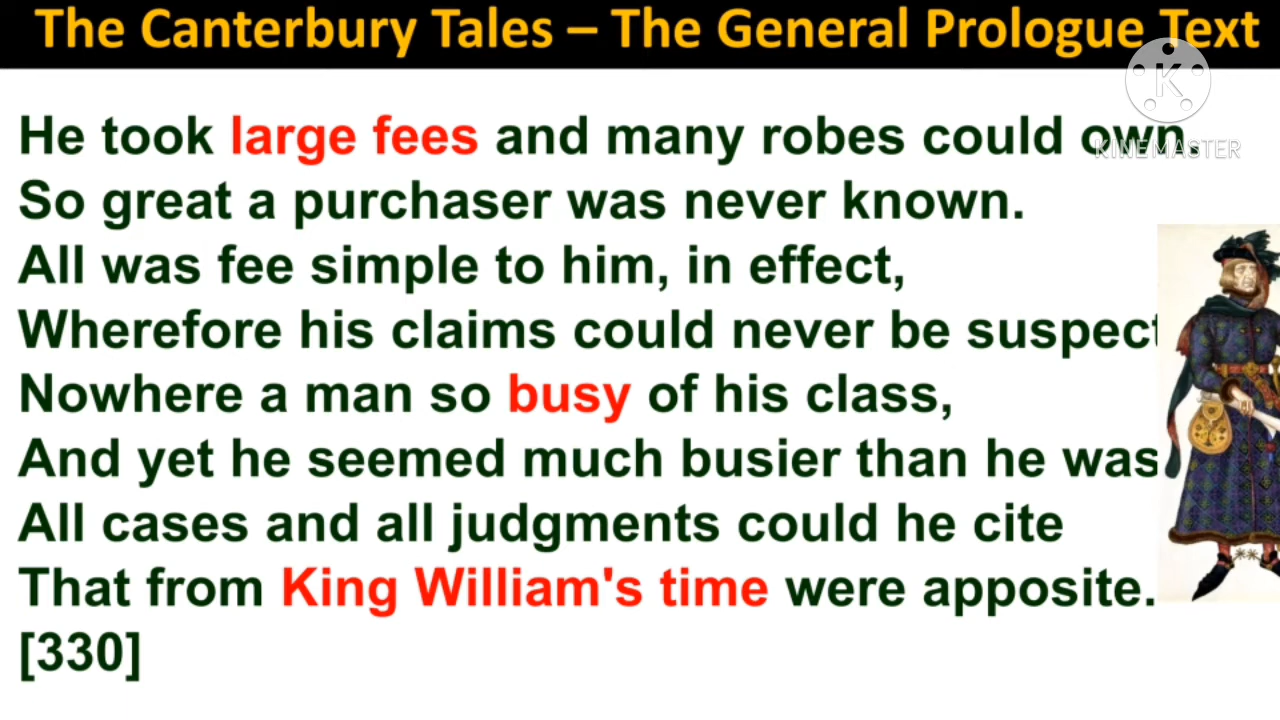 The Canterbury Tales – The General Prologue Text
K
KINEMASTER
He took large fees and many robes could own.
So great a purchaser was never known.
All was fee simple to him, in effect,
Wherefore his claims could never be suspect
Nowhere a man so busy of his class,
And yet he seemed much busier than he was
All cases and all judgments could he cite
That from King William's time were apposite.
[330]